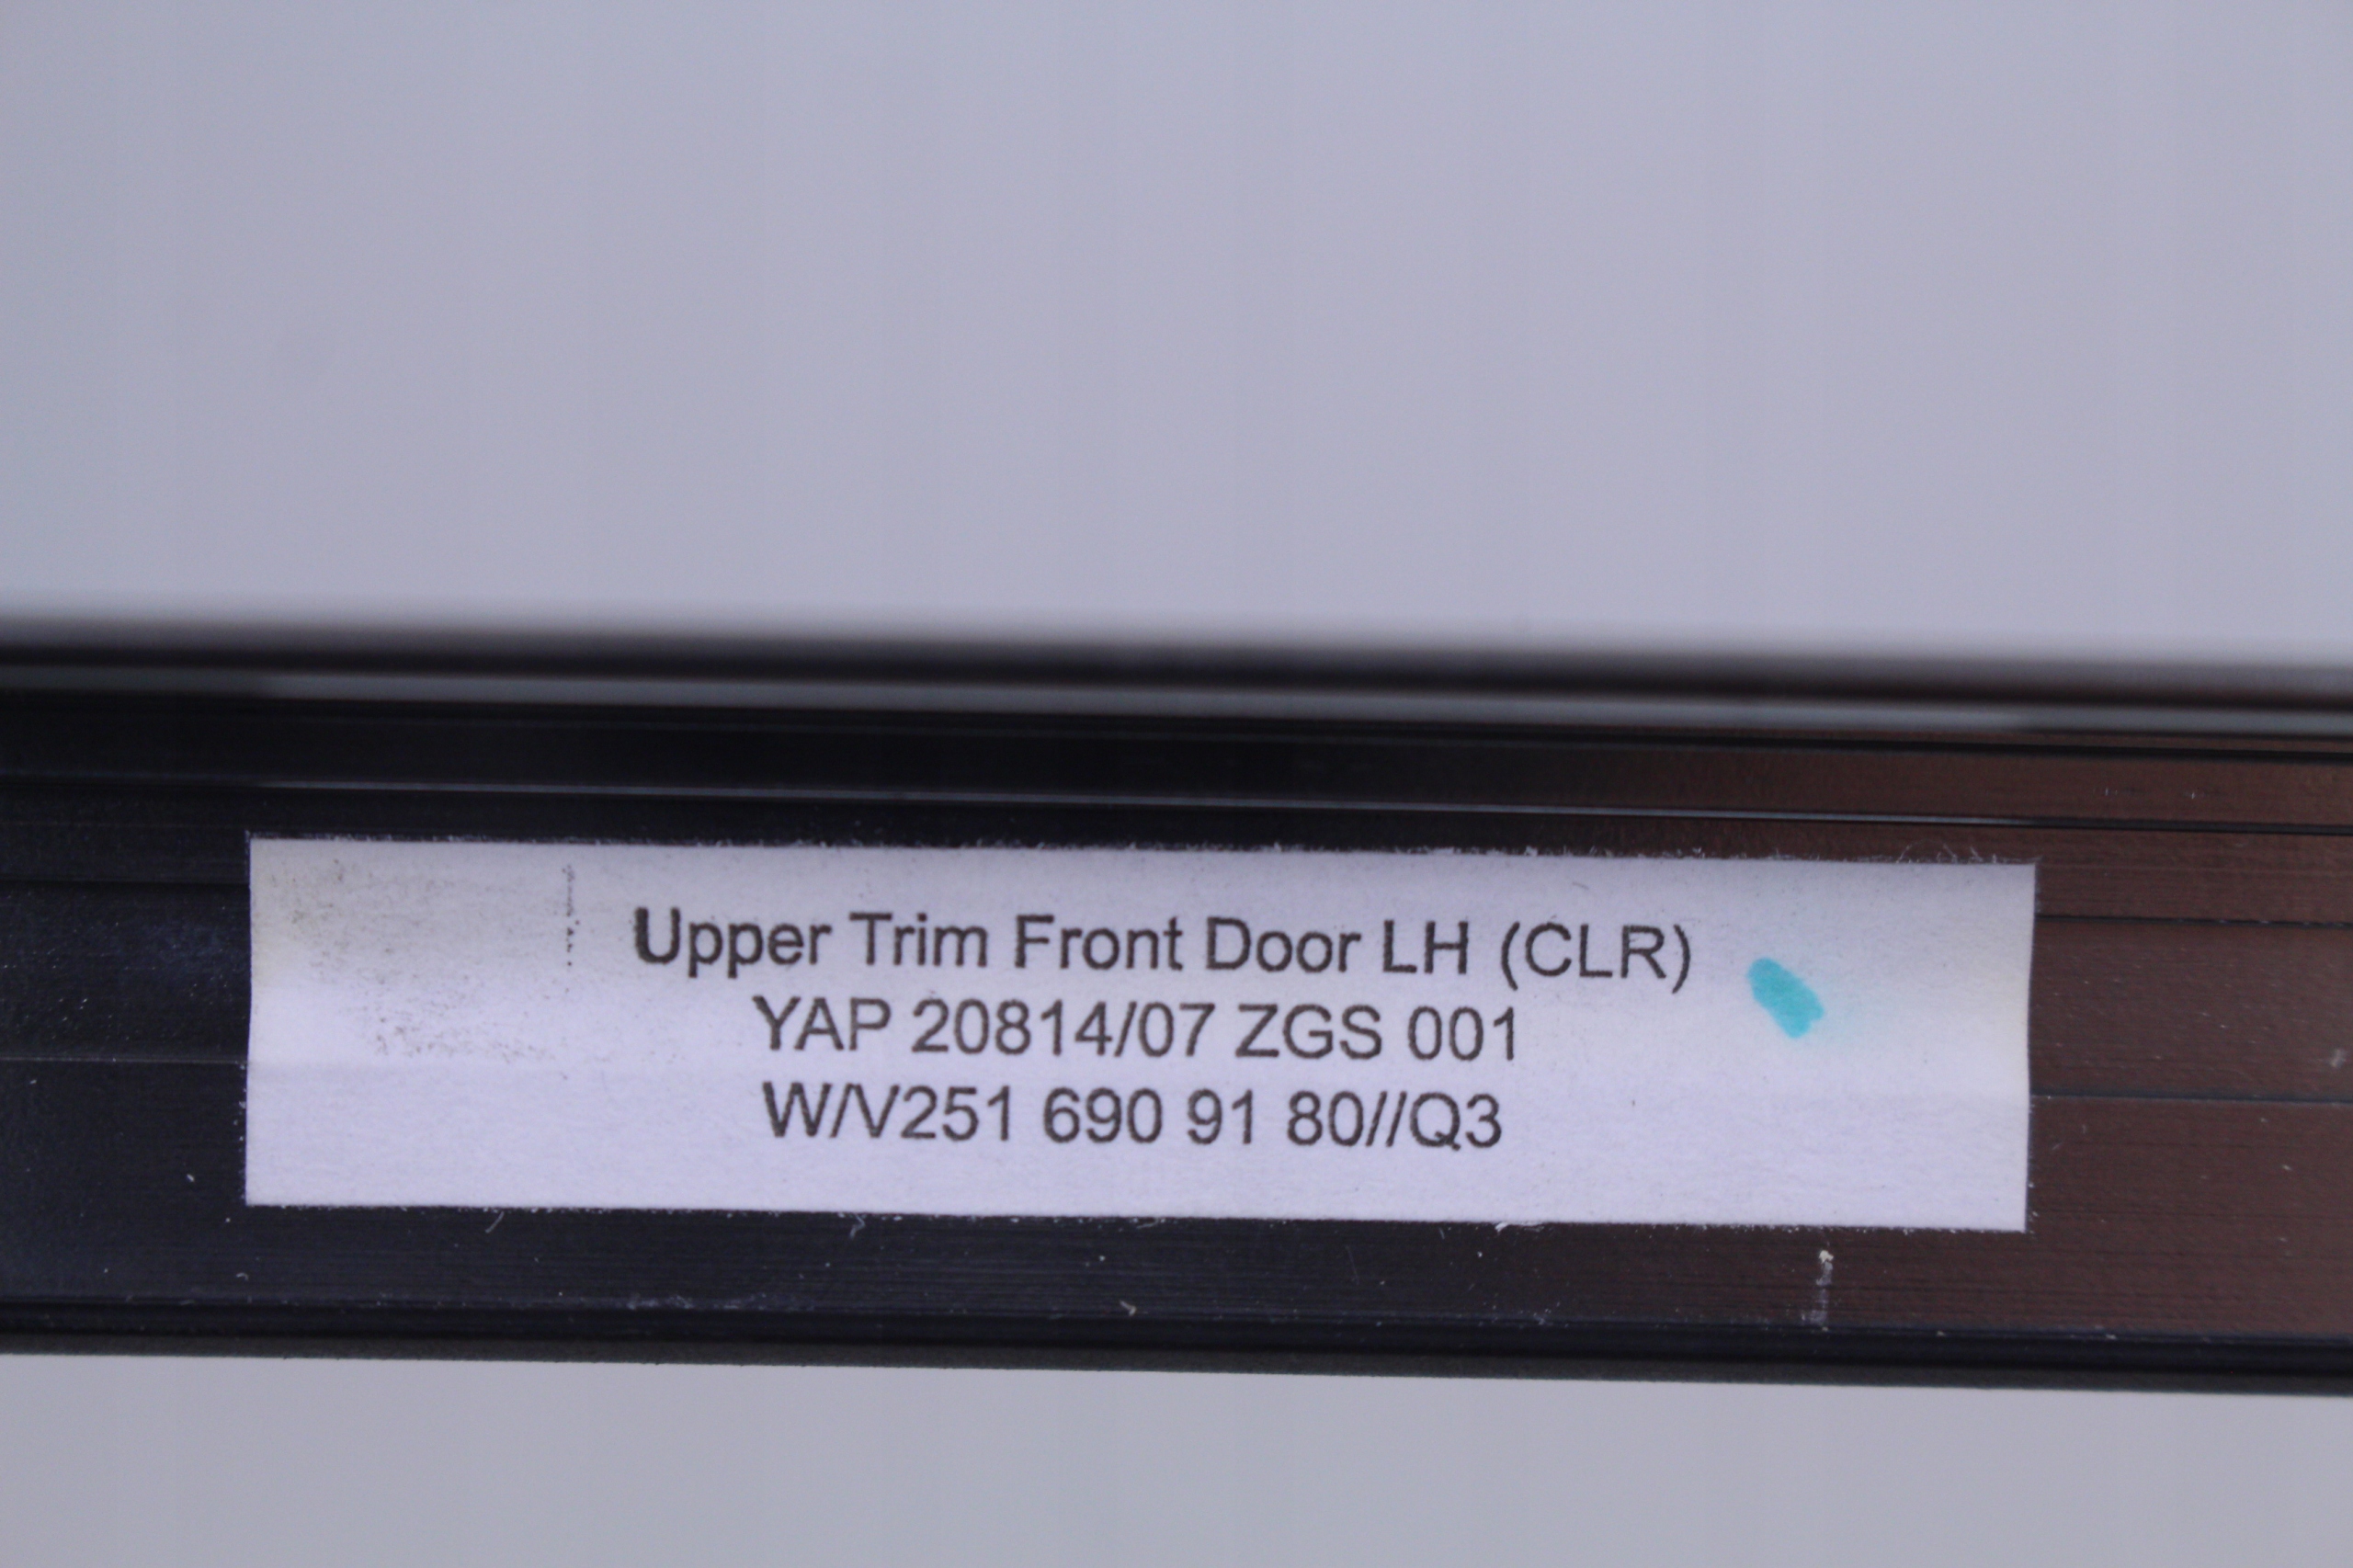 Upper Trim Front Door LH (CLR)
YAP 20814/07 ZGS 001
W/V251 690 91 80//Q3